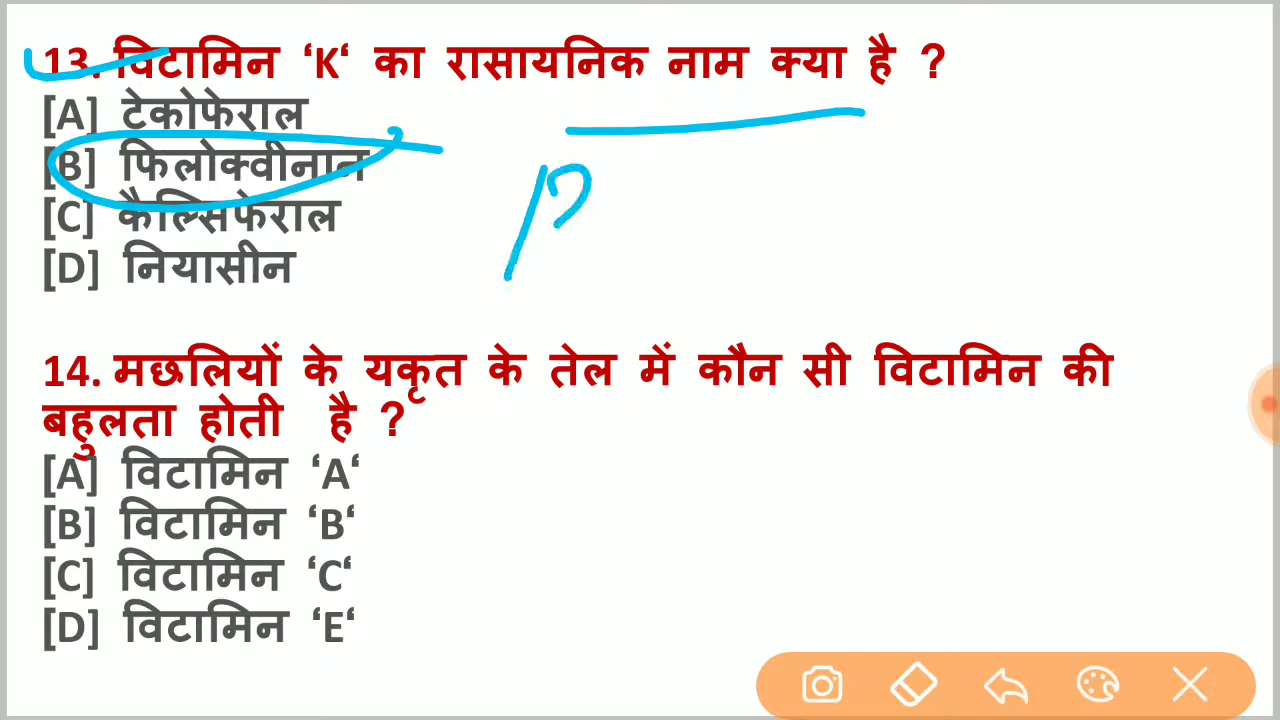 13. विटामिन ‘K‘ का रासायनिक नाम क्या है ?
[A] टेकोफेराल
[B] फिलोक्वीनान
[C] कैल्सिफेराल
[D] नियासीन
14. मछलियों के यकृत के तेल में कौन सी विटामिन की
बहुलता होती है ?
[A] विटामिन ‘A‘
[B] विटामिन ‘B‘
[C] विटामिन ‘C‘
[D] विटामिन ‘E‘